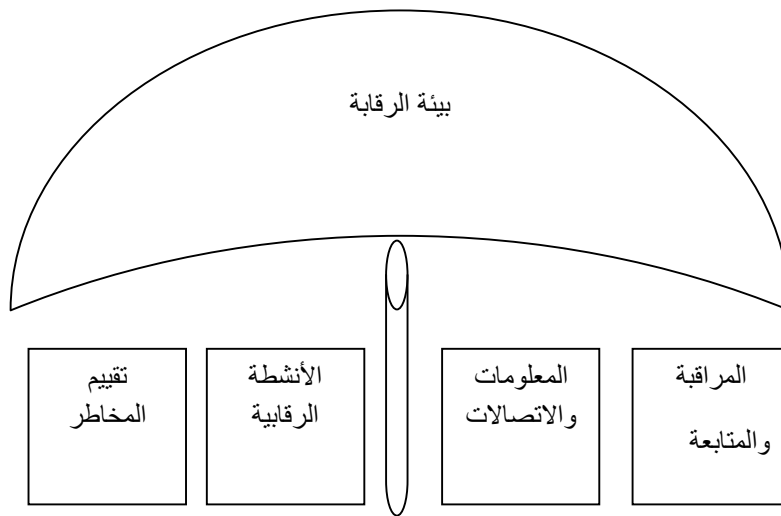 بيئة الرقابة
المراقبة
والمتابعة
المعلومات
والاتصالات
الأنشطة
الرقابية
تقييم
المخاطر